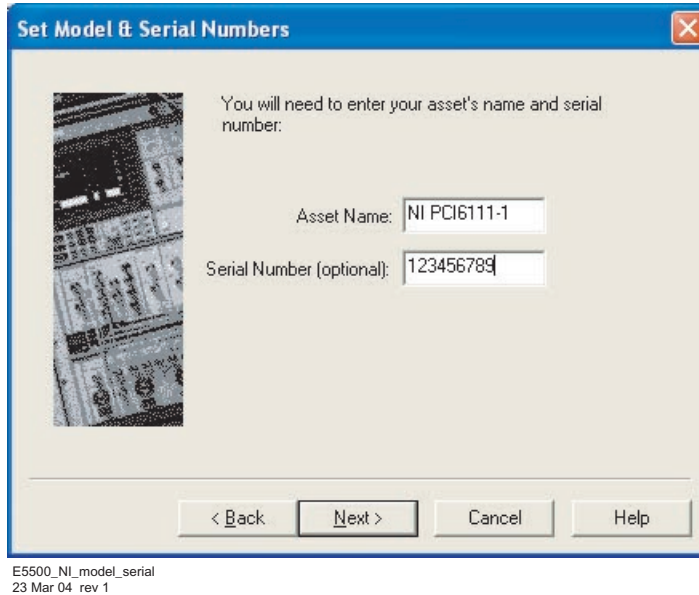 Set Model & Serial Numbers
You will need to enter your asset's name and serial
number:
Asset Name: NI PCI6111-1
Serial Number (optional): 123456789
< Back Next > Cancel Help
E5500_NI_model_serial
23 Mar 04 rev 1